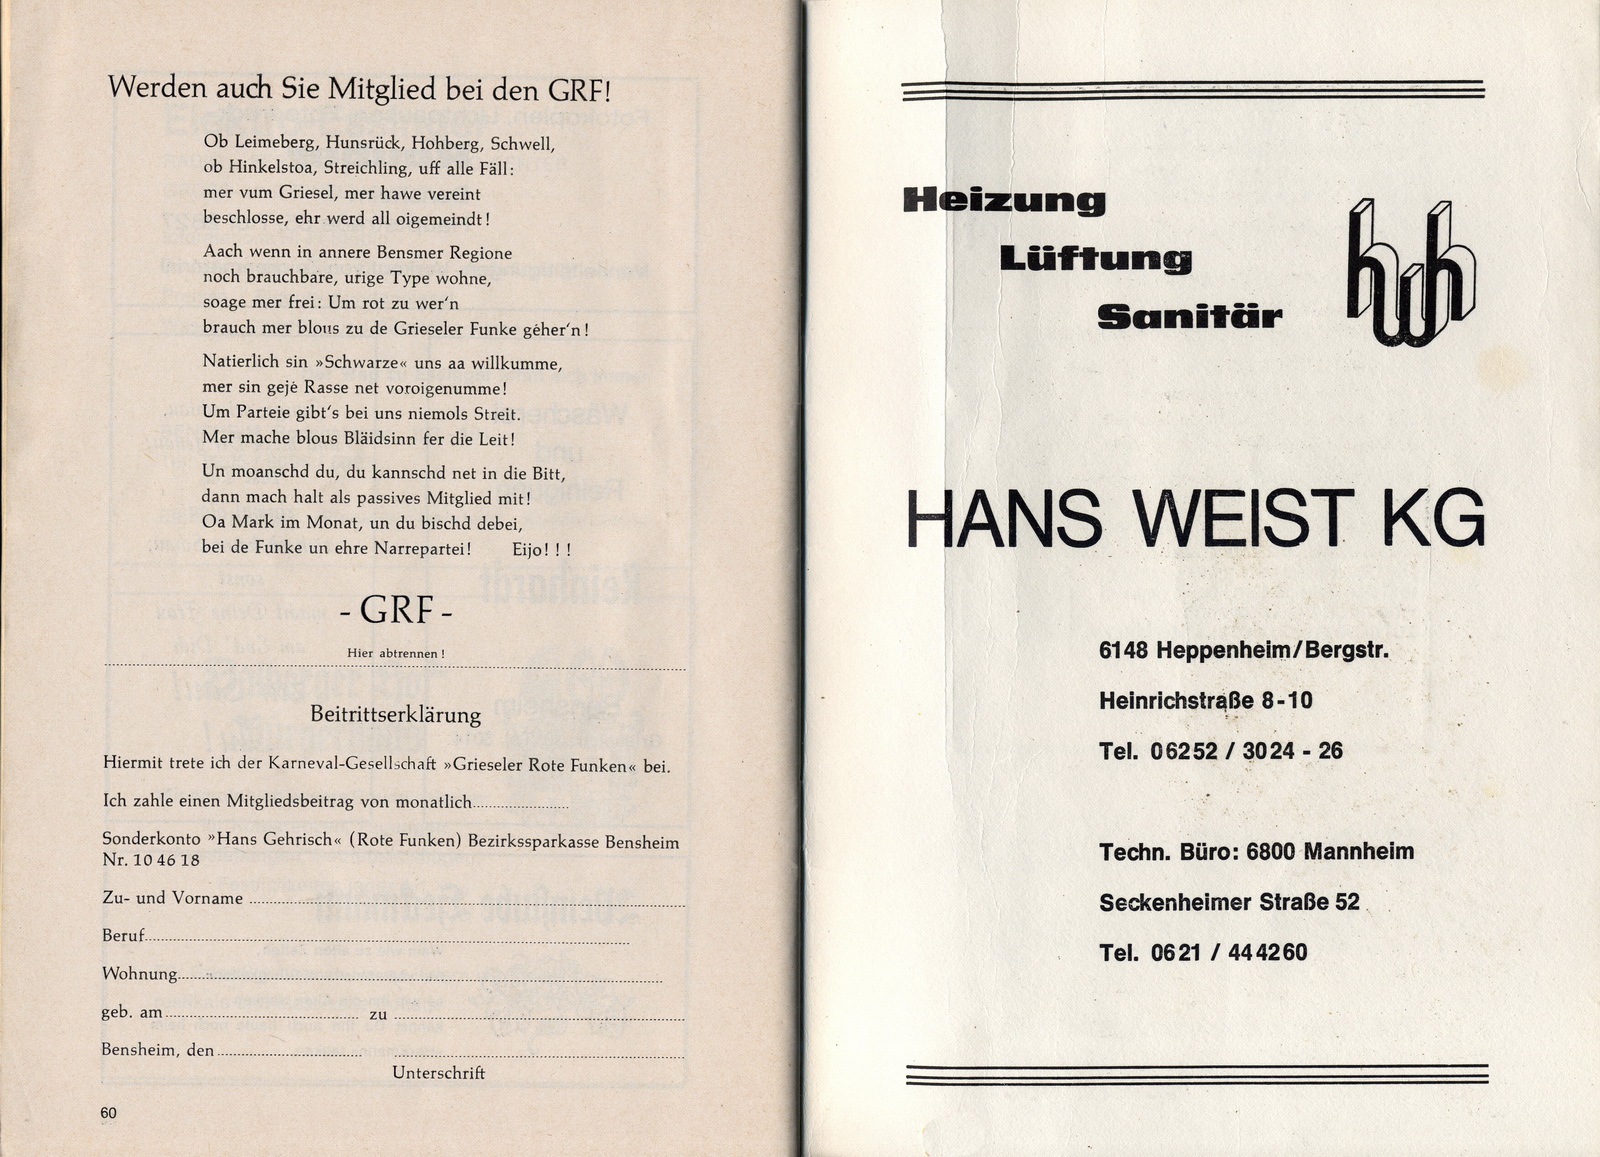 Werden auch Sie Mitglied bei den GRF!
Ob Leimeberg, Hunsrück, Hohberg, Schwell,
ob Hinkelstoa, Streichling, uff alle Fäll:
mer vum Griesel, mer hawe vereint
beschlosse, ehr werd all oigemeindt!
Aach wenn in annere Bensmer Regione
noch brauchbare, urige Type wohne,
soage mer frei: Um rot zu wer'n
brauch mer blous zu de Grieseler Funke geher'n!
Natierlich sin »Schwarze« uns aa willkumme,
mer sin gejé Rasse net voroigenumme!
Um Parteie gibt's bei uns niemols Streit.
Mer mache blous Bläidsinn fer die Leit!
Un moanschd du, du kannschd net in die Bitt,
dann mach halt als passives Mitglied mit!
Oa Mark im Monat, un du bischd debei,
bei de Funke un ehre Narrepartei! Eijo!!!
- GRF -
Hier abtrennen!
Beitrittserklärung
Hiermit trete ich der Karneval-Gesellschaft »Grieseler Rote Funken« bei.
Ich zahle einen Mitgliedsbeitrag von monatlich
Sonderkonto »Hans Gehrisch« (Rote Funken) Bezirkssparkasse Bensheim
Nr. 10 46 18
Zu- und Vorname
Beruf
Wohnung
geb. am zu
Bensheim, den
Unterschrift
60
Heizung
Lüftung
Sanitär
hwh
HANS WEIST KG
6148 Heppenheim/Bergstr.
Heinrichstraße 8-10
Tel. 06252 / 3024 - 26
Techn. Büro: 6800 Mannheim
Seckenheimer Straße 52
Tel. 0621 / 444260